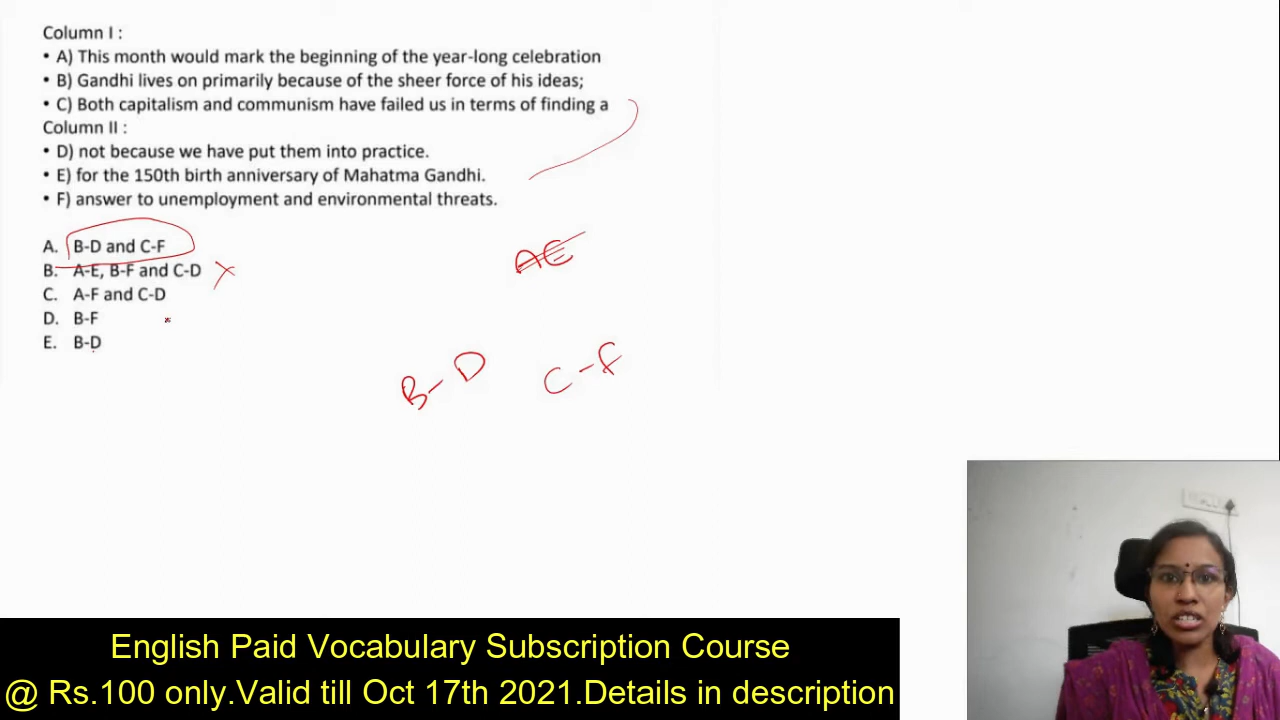 Column I :
• A) This month would mark the beginning of the year-long celebration
• B) Gandhi lives on primarily because of the sheer force of his ideas;
• C) Both capitalism and communism have failed us in terms of finding a
Column II :
• D) not because we have put them into practice.
• E) for the 150th birth anniversary of Mahatma Gandhi.
• F) answer to unemployment and environmental threats.
A. B-D and C-F
B. A-E, B-F and C-D
C. A-F and C-D
D. B-F
E. B-D
AE
B-D C-F
English Paid Vocabulary Subscription Course
@ Rs.100 only.Valid till Oct 17th 2021.Details in description